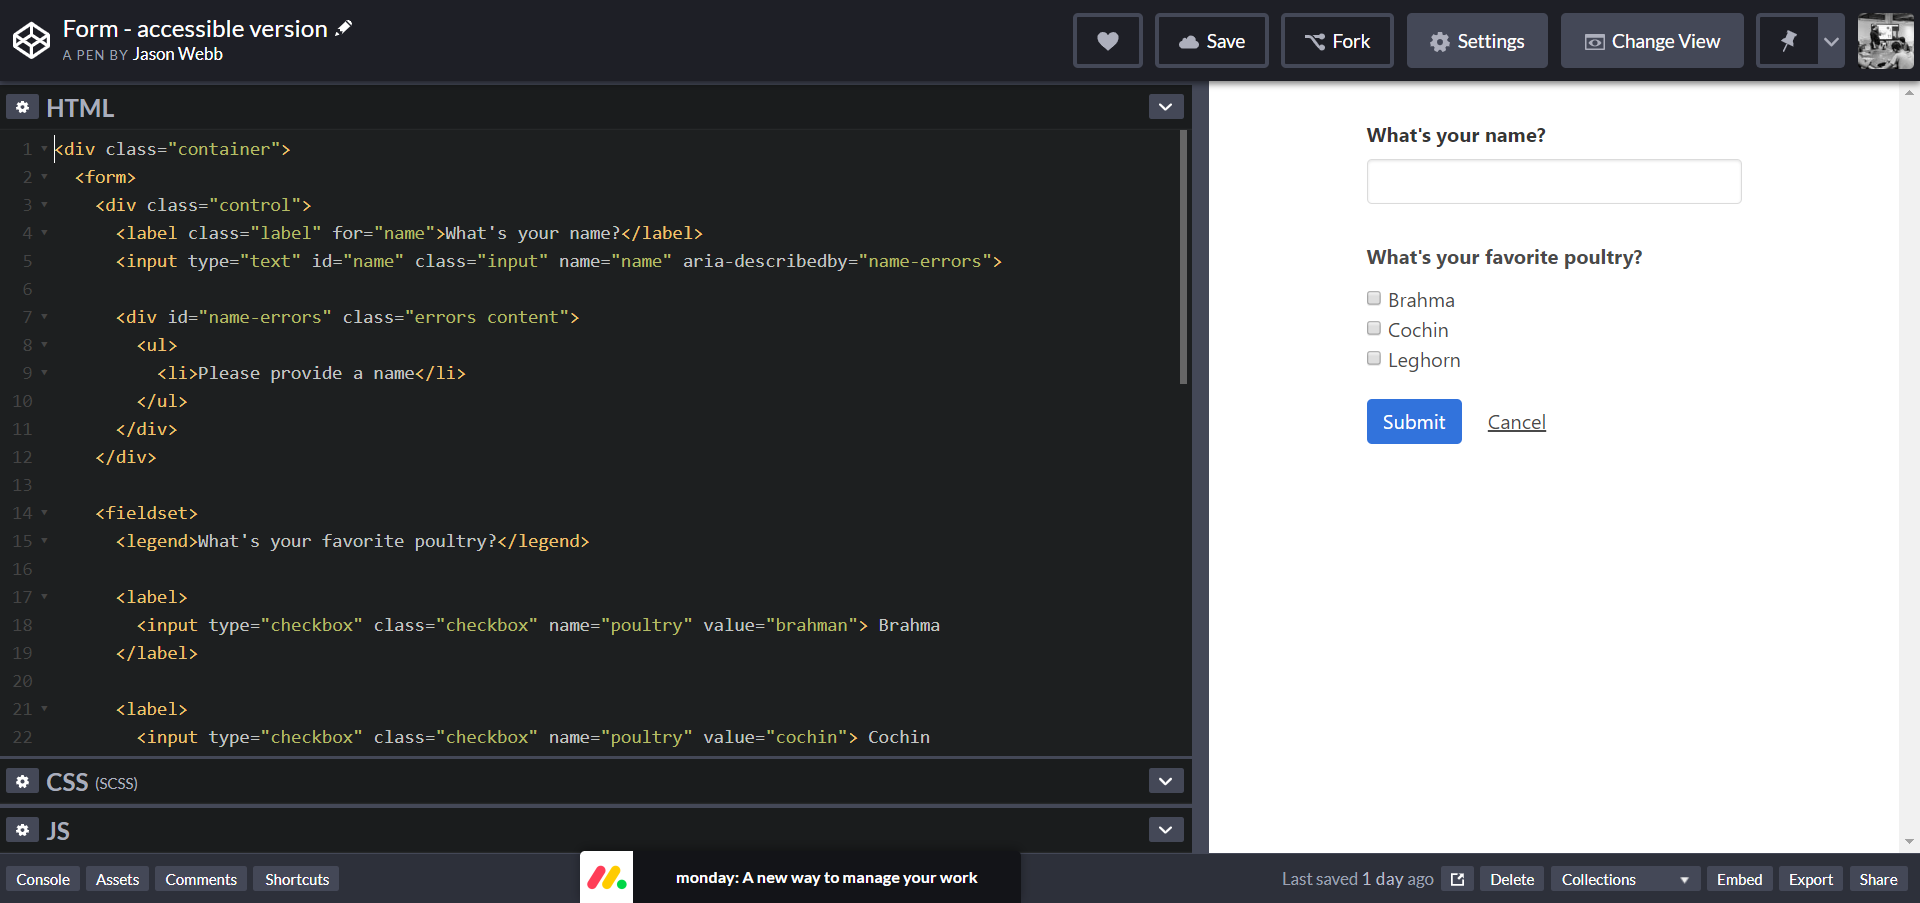 Form - accessible version
A PEN BY Jason Webb
Save
Fork
Settings
Change View
HTML
1 <div class="container">
2 <form>
3 <div class="control">
4 <label class="label" for="name">What's your name?</label>
5 <input type="text" id="name" class="input" name="name" aria-describedby="name-errors">
6
7 <div id="name-errors" class="errors content">
8 <ul>
9 <li>Please provide a name</li>
10 </ul>
11 </div>
12 </div>
13
14 <fieldset>
15 <legend>What's your favorite poultry?</legend>
16
17 <label>
18 <input type="checkbox" class="checkbox" name="poultry" value="brahman"> Brahma
19 </label>
20
21 <label>
22 <input type="checkbox" class="checkbox" name="poultry" value="cochin"> Cochin
CSS (SCSS)
JS
What's your name?
What's your favorite poultry?
Brahma
Cochin
Leghorn
Submit Cancel
Console Assets Comments Shortcuts
monday: A new way to manage your work
Last saved 1 day ago
Delete Collections Embed Export Share